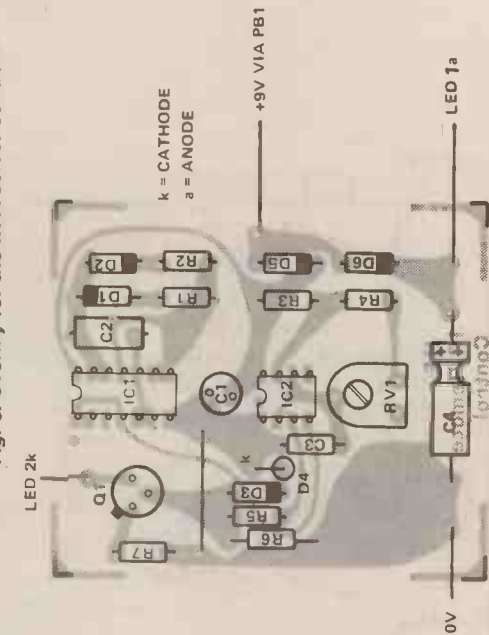 LED 2k
k = CATHODE
a = ANODE
+9V VIA PB1
LED 1a
0V
Q1
R7
IC1
C2
D1
D2
R1
R2
C1
IC2
R3
R4
D5
D6
RV1
C3
k
D4
D3
R5
R6
C4
+ +